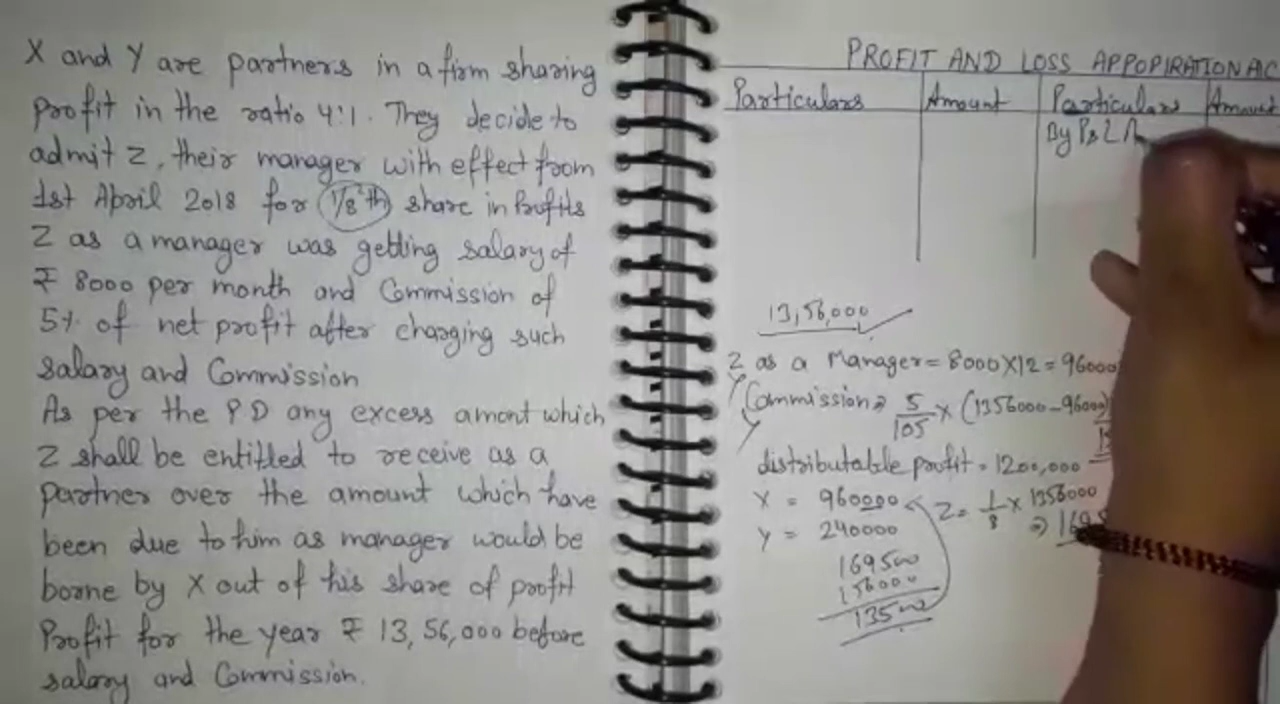 X and Y are partners in a firm sharing
profit in the ratio 4:1. They decide to
admit Z, their manager with effect from
1st April 2018 for 1/8th share in Profits
Z as a manager was getting salary of
₹ 8000 per month and Commission of
5% of net profit after charging such
salary and Commission
As per the PD any excess amont which
Z shall be entitled to receive as a
partner over the amount which have
been due to him as manager would be
borne by X out of his share of profit
Profit for the year ₹ 13,56,000 before
salary and Commission.
PROFIT AND LOSS APPOPIRATION A/C
Particulars Amount Particulars Amount
By P&L
13,56,000
Z as a Manager = 8000X12 = 96000
Commission ⇒ 5/105 × (1356000-96000)
distributable profit = 1200,000
X = 960000
Z = 1/8 × 1356000
Y = 240000
169500
156000
13500